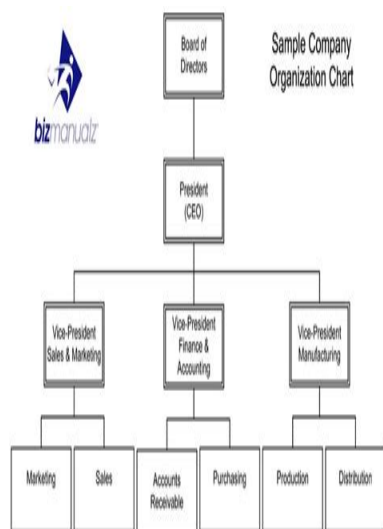 Board of
Directors
Sample Company
Organization Chart
bizmanualz
President
(CEO)
Vice-President
Sales & Marketing
Vice-President
Finance &
Accounting
Vice-President
Manufacturing
Marketing
Sales
Accounts
Receivable
Purchasing
Production
Distribution